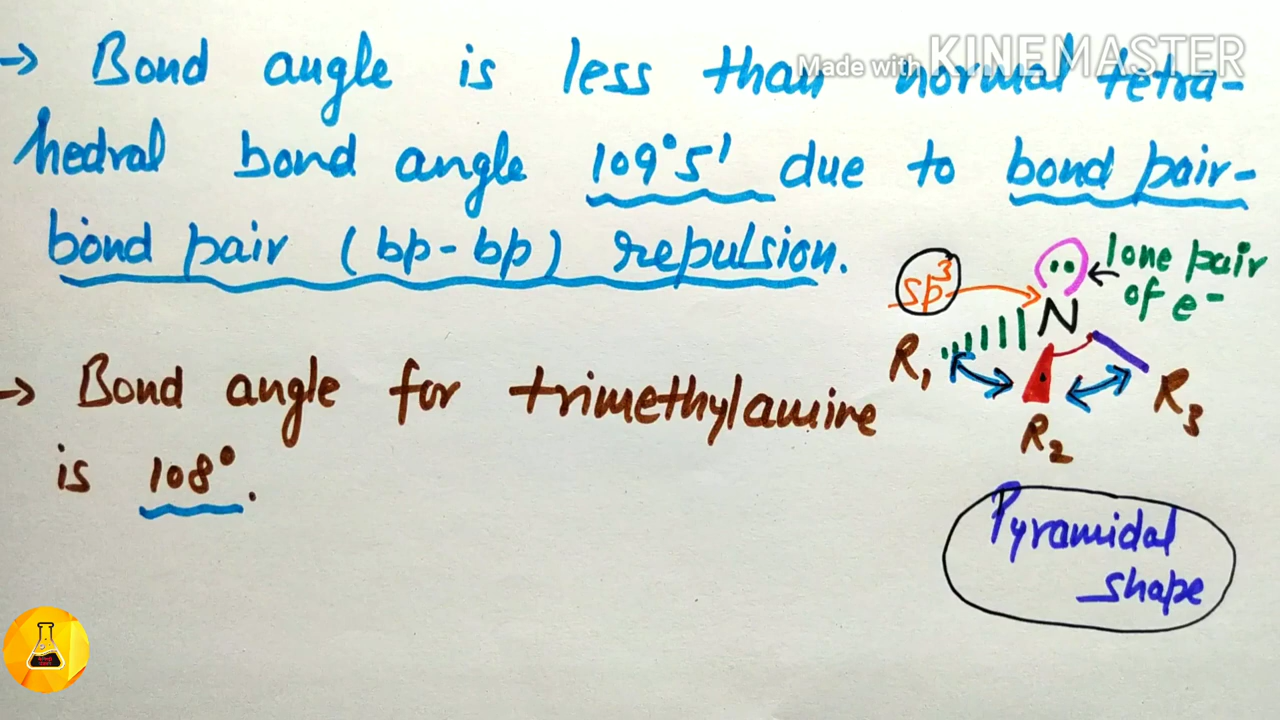 Made with KINEMASTER
→ Bond angle is less than normal tetra-
hedral bond angle 109°5' due to bond pair-
bond pair (bp-bp) repulsion.
sp³
lone pair
of e⁻
N
R₁
R₂
R₃
→ Bond angle for trimethylamine
is 108°.
Pyramidal
shape